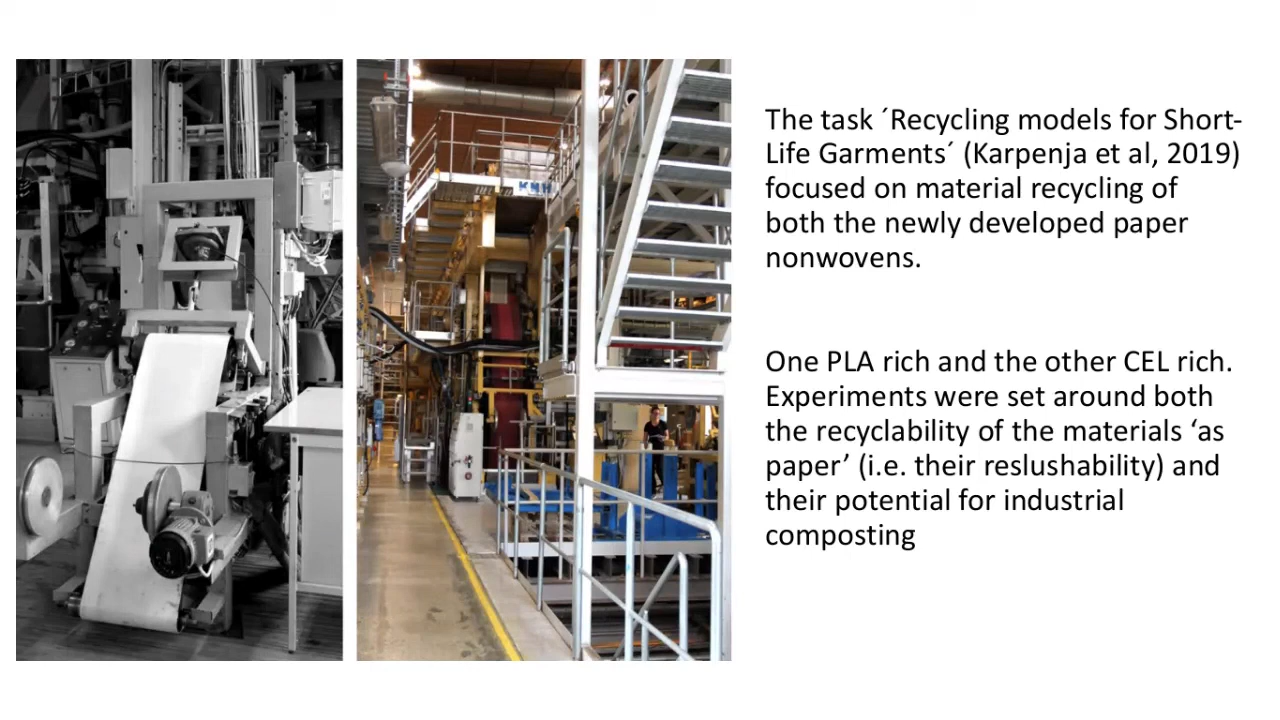 The task ´Recycling models for Short-
Life Garments´ (Karpenja et al, 2019)
focused on material recycling of
both the newly developed paper
nonwovens.
One PLA rich and the other CEL rich.
Experiments were set around both
the recyclability of the materials ‘as
paper’ (i.e. their reslushability) and
their potential for industrial
composting